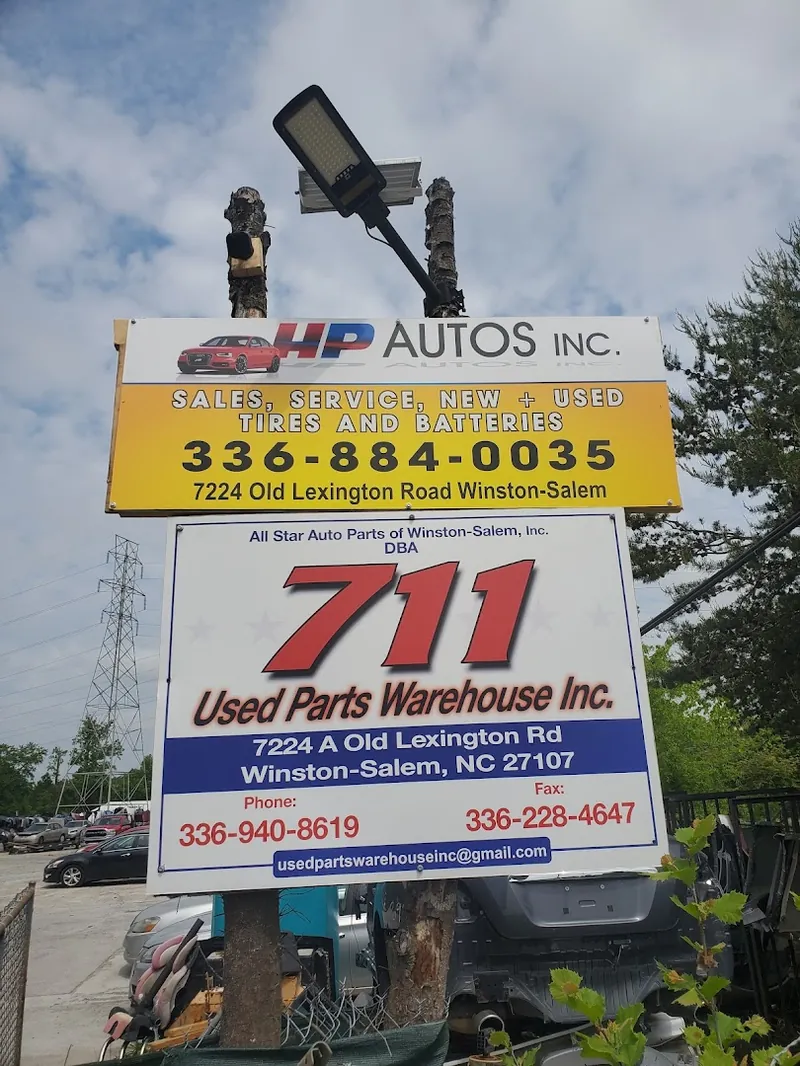 HP AUTOS INC.
SALES, SERVICE, NEW + USED
TIRES AND BATTERIES
336-884-0035
7224 Old Lexington Road Winston-Salem
All Star Auto Parts of Winston-Salem, Inc.
DBA
711
Used Parts Warehouse Inc.
7224 A Old Lexington Rd
Winston-Salem, NC 27107
Phone:
336-940-8619
Fax:
336-228-4647
usedpartswarehouseinc@gmail.com